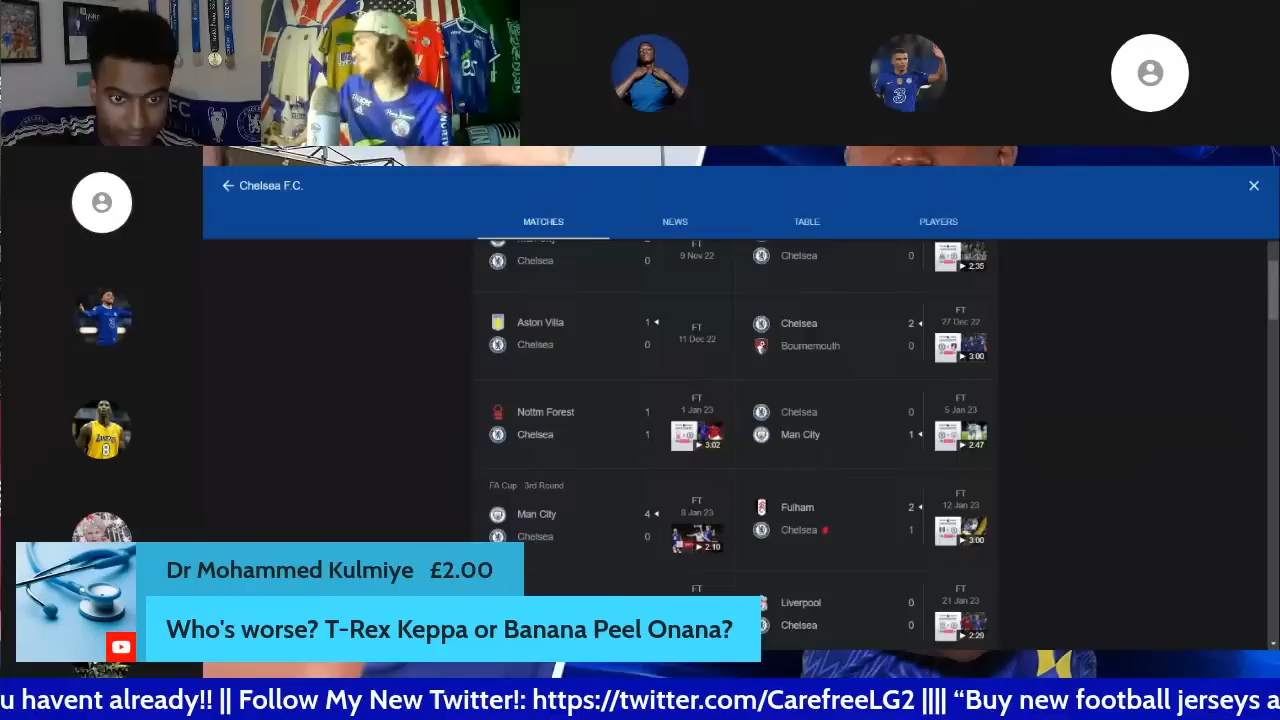 Chelsea F.C.
MATCHES NEWS TABLE PLAYERS
Chelsea 0
FT
9 Nov 22
Chelsea 0
2:35
Aston Villa 1
Chelsea 0
FT
11 Dec 22
Chelsea 2
Bournemouth 0
FT
27 Dec 22
3:00
Nottm Forest 1
Chelsea 1
FT
1 Jan 23
3:02
Chelsea 0
Man City 1
FT
5 Jan 23
2:47
FA Cup 3rd Round
Man City 4
Chelsea 0
FT
8 Jan 23
2:10
Fulham 2
Chelsea 1
FT
12 Jan 23
3:00
FT
Liverpool 0
Chelsea 0
FT
21 Jan 23
2:29
Dr Mohammed Kulmiye £2.00
Who's worse? T-Rex Keppa or Banana Peel Onana?
u havent already!! || Follow My New Twitter!: https://twitter.com/CarefreeLG2 |||| “Buy new football jerseys a